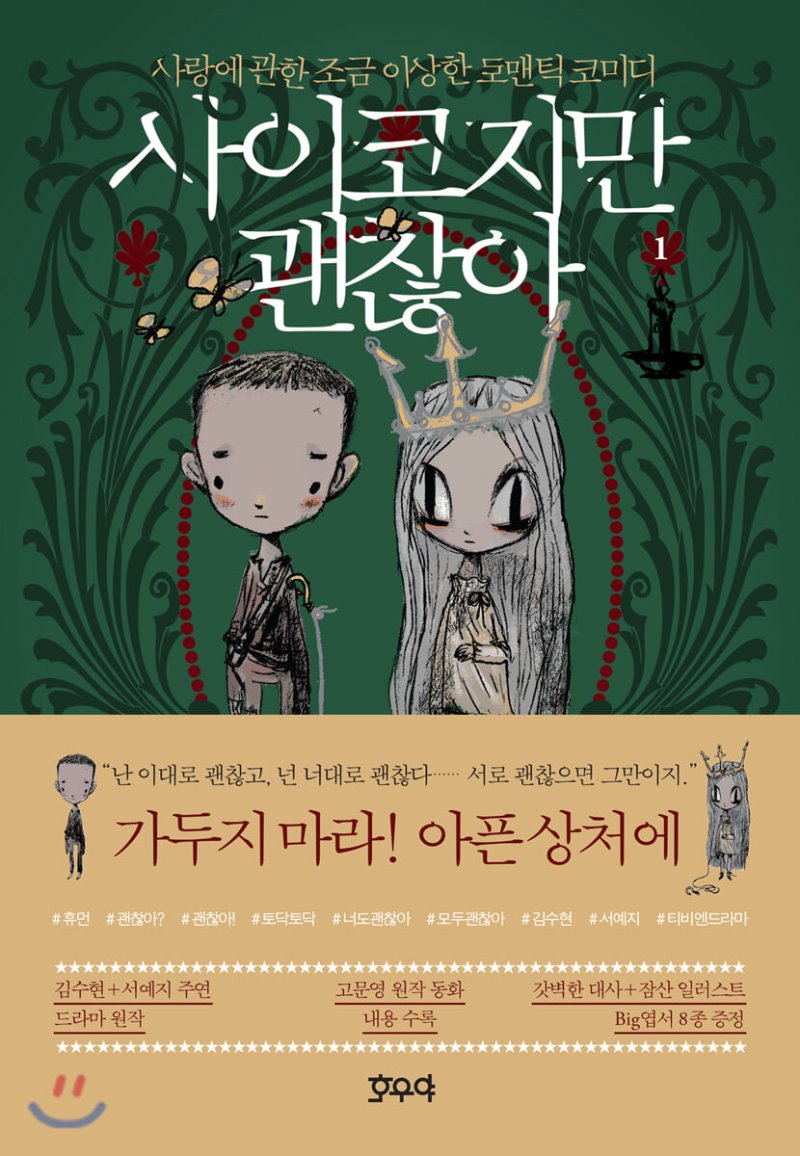 사랑에 관한 조금 이상한 로맨틱 코미디
사이코지만
괜찮아
1
“난 이대로 괜찮고, 넌 너대로 괜찮다…… 서로 괜찮으면 그만이지.”
가두지 마라! 아픈 상처에
#휴먼 #괜찮아? #괜찮아! #토닥토닥 #너도괜찮아 #모두괜찮아 #김수현 #서예지 #티비엔드라마
김수현+서예지 주연
드라마 원작
고문영 원작 동화
내용 수록
갓벽한 대사+잠산 일러스트
Big엽서 8종 증정
호우야